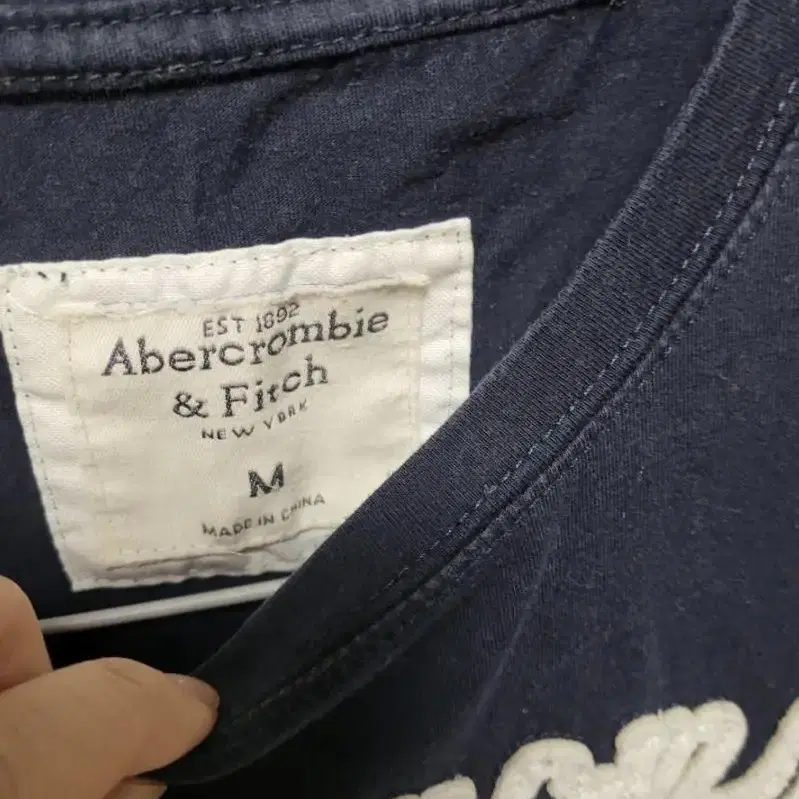 EST 1892
Abercrombie
& Fitch
NEW YORK
M
MADE IN CHINA